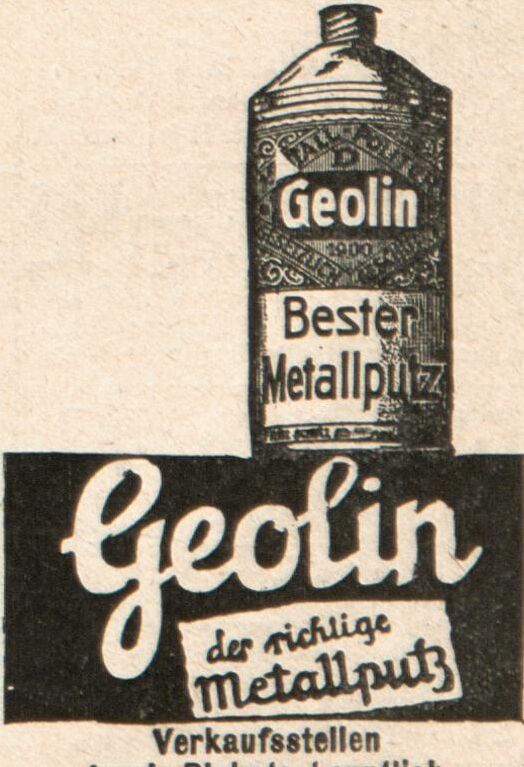 D
Geolin
1900
Bester
Metallputz
Geolin
der richtige
Metallputz
Verkaufsstellen